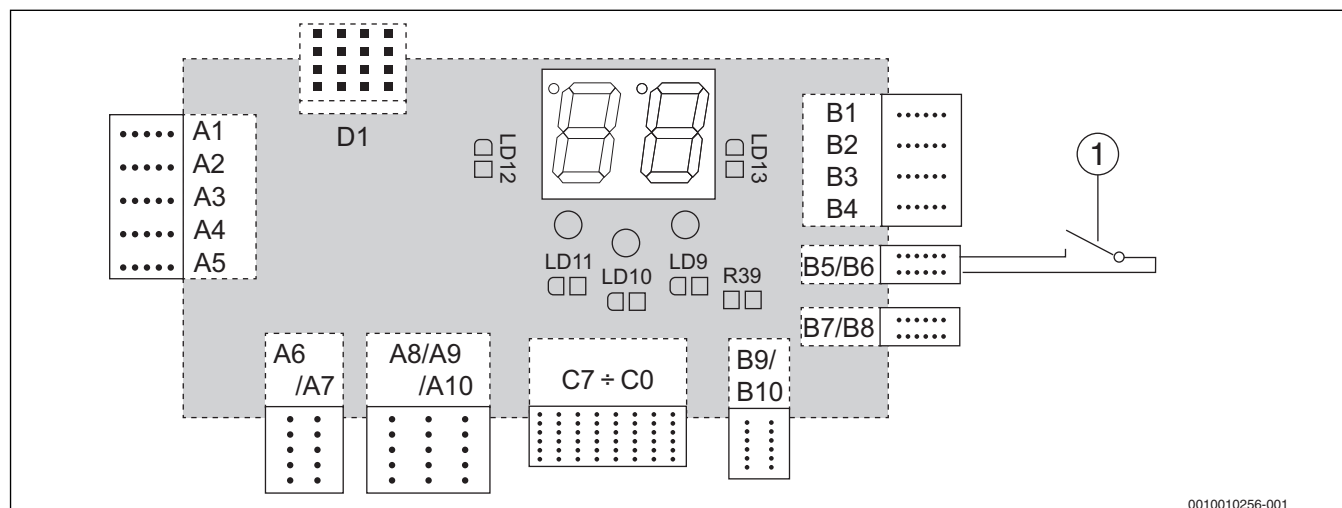 D1
A1
A2
A3
A4
A5
LD12
LD13
LD11
LD10
LD9
R39
B1
B2
B3
B4
B5/B6
B7/B8
1
A6
/A7
A8/A9
/A10
C7 ÷ C0
B9/
B10
0010010256-001